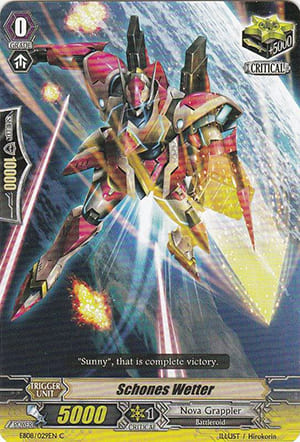 0
GRADE
+5000
CRITICAL
SHIELD
10000
"Sunny", that is complete victory.
TRIGGER
UNIT
Schones Wetter
POWER
5000
1
CRITICAL
Nova Grappler
Battleroid
EB08/029EN C
ILLUST / Hirokorin